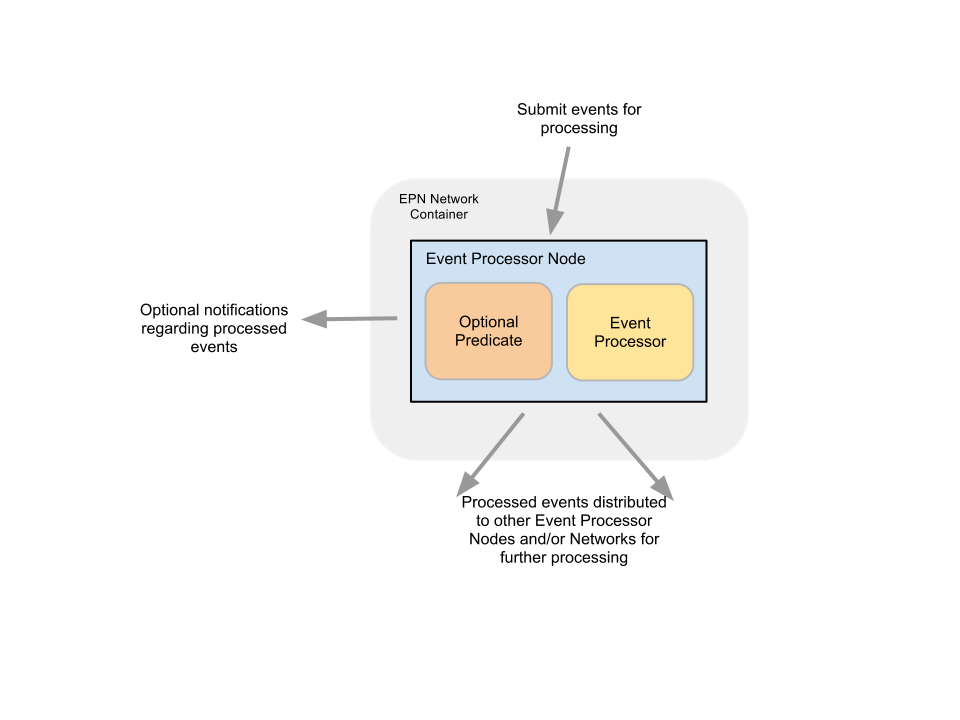 Submit events for
processing
EPN Network
Container
Event Processor Node
Optional notifications
regarding processed
events
Optional
Predicate
Event
Processor
Processed events distributed
to other Event Processor
Nodes and/or Networks for
further processing